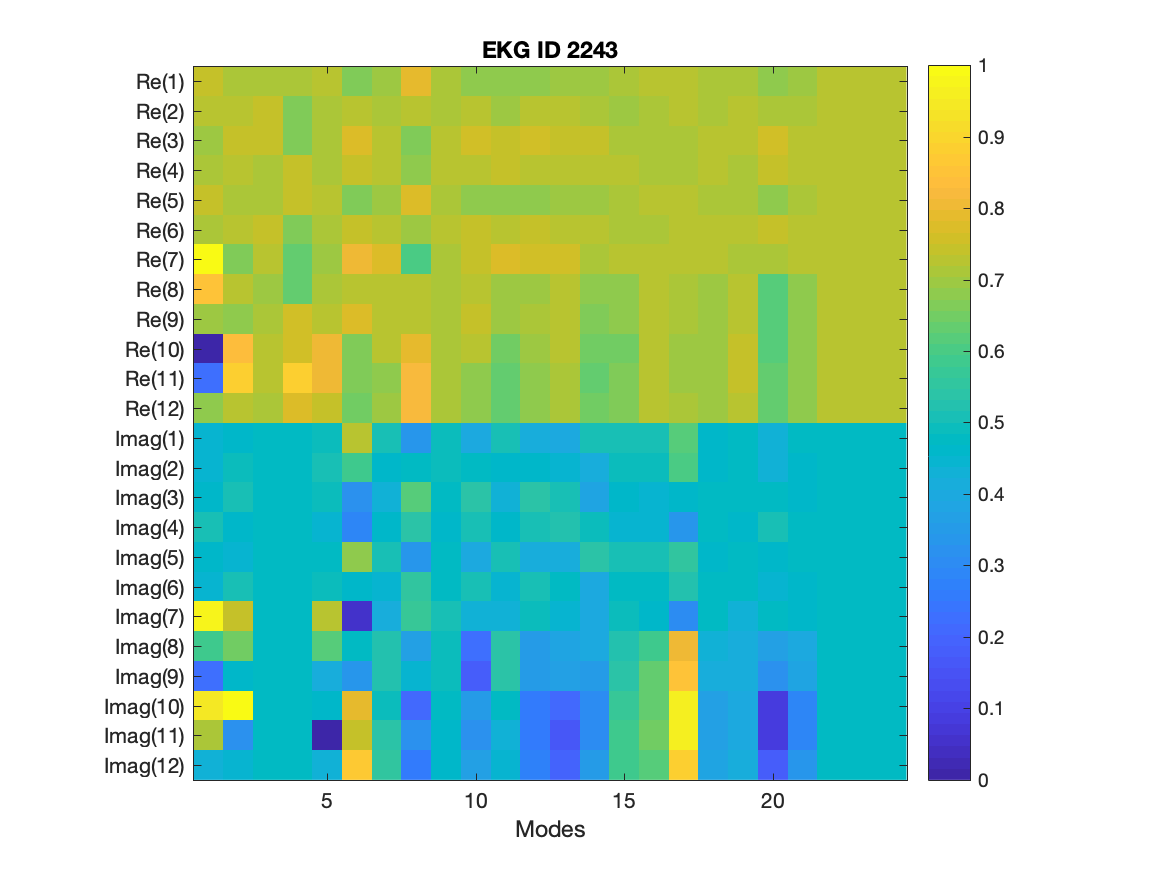 EKG ID 2243
Re(1)
Re(2)
Re(3)
Re(4)
Re(5)
Re(6)
Re(7)
Re(8)
Re(9)
Re(10)
Re(11)
Re(12)
Imag(1)
Imag(2)
Imag(3)
Imag(4)
Imag(5)
Imag(6)
Imag(7)
Imag(8)
Imag(9)
Imag(10)
Imag(11)
Imag(12)
5 10 15 20
Modes
1
0.9
0.8
0.7
0.6
0.5
0.4
0.3
0.2
0.1
0